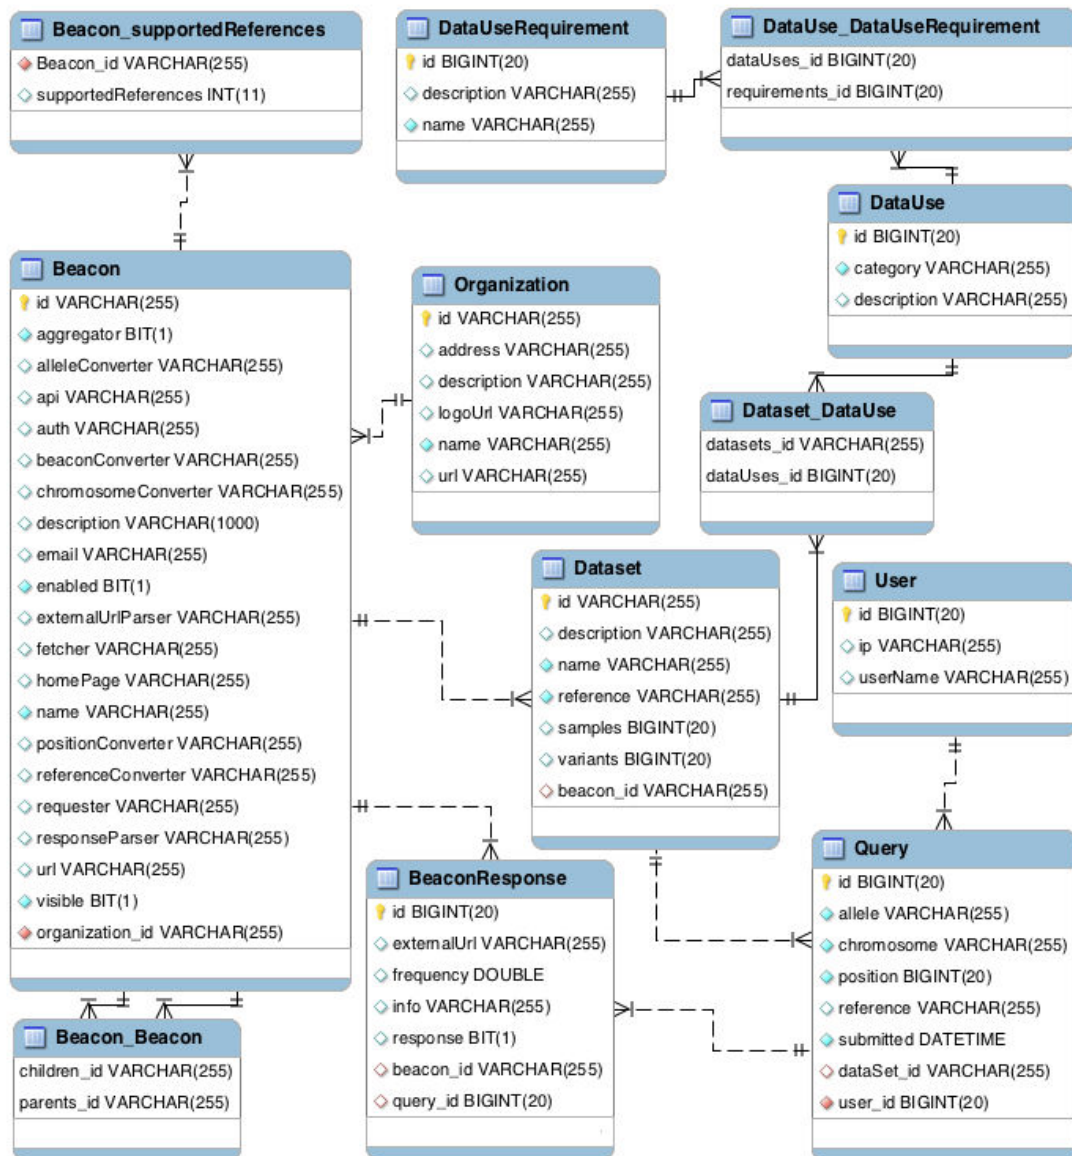 Beacon_supportedReferences
Beacon_id VARCHAR(255)
supportedReferences INT(11)
DataUseRequirement
id BIGINT(20)
description VARCHAR(255)
name VARCHAR(255)
DataUse_DataUseRequirement
dataUses_id BIGINT(20)
requirements_id BIGINT(20)
DataUse
id BIGINT(20)
category VARCHAR(255)
description VARCHAR(255)
Beacon
id VARCHAR(255)
aggregator BIT(1)
alleleConverter VARCHAR(255)
api VARCHAR(255)
auth VARCHAR(255)
beaconConverter VARCHAR(255)
chromosomeConverter VARCHAR(255)
description VARCHAR(1000)
email VARCHAR(255)
enabled BIT(1)
externalUrlParser VARCHAR(255)
fetcher VARCHAR(255)
homePage VARCHAR(255)
name VARCHAR(255)
positionConverter VARCHAR(255)
referenceConverter VARCHAR(255)
requester VARCHAR(255)
responseParser VARCHAR(255)
url VARCHAR(255)
visible BIT(1)
organization_id VARCHAR(255)
Organization
id VARCHAR(255)
address VARCHAR(255)
description VARCHAR(255)
logoUrl VARCHAR(255)
name VARCHAR(255)
url VARCHAR(255)
Dataset_DataUse
datasets_id VARCHAR(255)
dataUses_id BIGINT(20)
Dataset
id VARCHAR(255)
description VARCHAR(255)
name VARCHAR(255)
reference VARCHAR(255)
samples BIGINT(20)
variants BIGINT(20)
beacon_id VARCHAR(255)
User
id BIGINT(20)
ip VARCHAR(255)
userName VARCHAR(255)
BeaconResponse
id BIGINT(20)
externalUrl VARCHAR(255)
frequency DOUBLE
info VARCHAR(255)
response BIT(1)
beacon_id VARCHAR(255)
query_id BIGINT(20)
Query
id BIGINT(20)
allele VARCHAR(255)
chromosome VARCHAR(255)
position BIGINT(20)
reference VARCHAR(255)
submitted DATETIME
dataSet_id VARCHAR(255)
user_id BIGINT(20)
Beacon_Beacon
children_id VARCHAR(255)
parents_id VARCHAR(255)